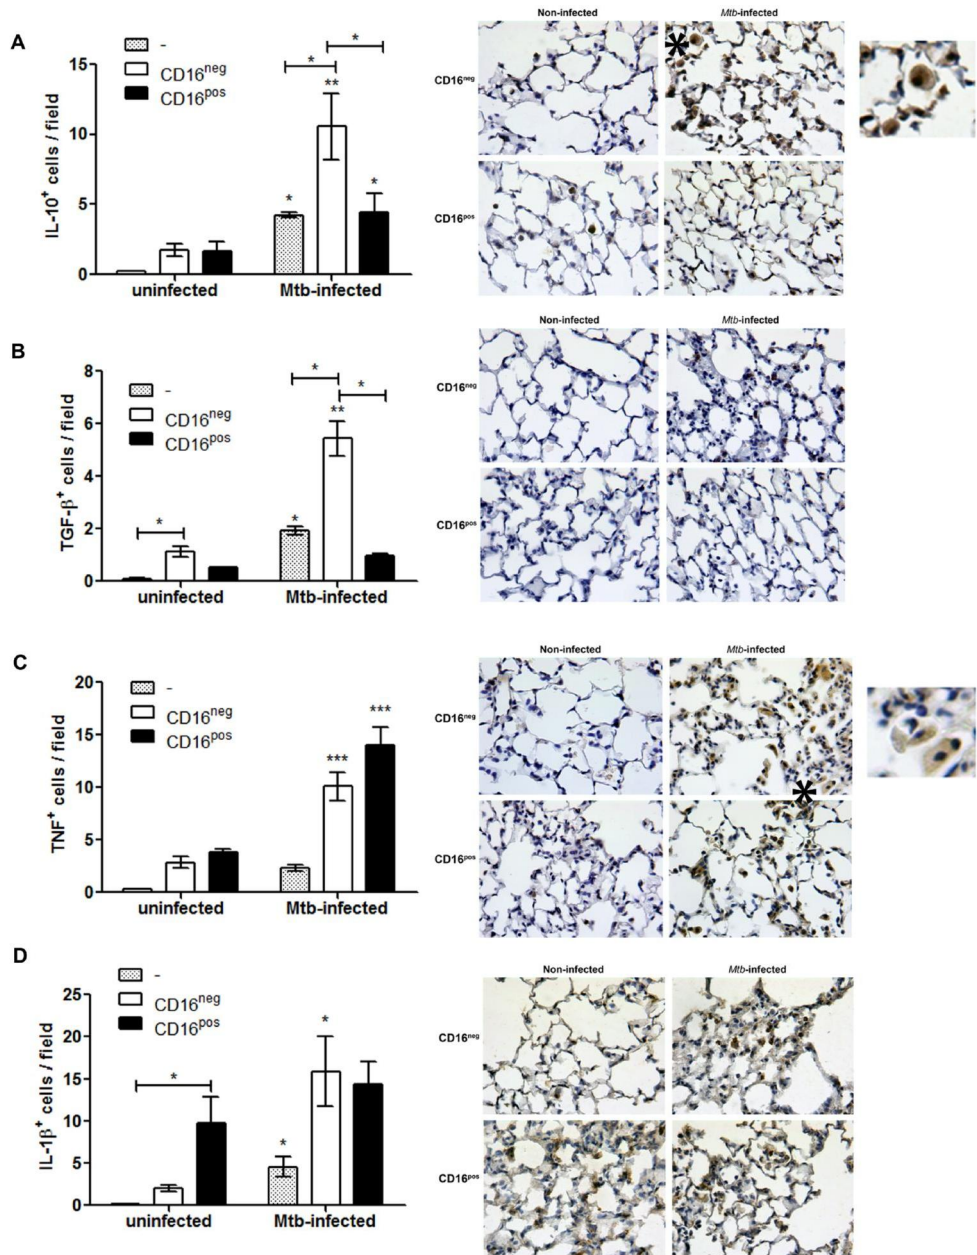 A
-
CD16neg
CD16pos
IL-10+ cells / field
15
10
5
0
*
*
**
*
*
uninfected
Mtb-infected
Non-infected
Mtb-infected
CD16neg
CD16pos
*
B
-
CD16neg
CD16pos
TGF-β+ cells / field
8
6
4
2
0
*
*
*
**
*
uninfected
Mtb-infected
Non-infected
Mtb-infected
CD16neg
CD16pos
C
-
CD16neg
CD16pos
TNF+ cells / field
20
15
10
5
0
***
***
uninfected
Mtb-infected
Non-infected
Mtb-infected
CD16neg
CD16pos
*
D
-
CD16neg
CD16pos
IL-1β+ cells / field
25
20
15
10
5
0
*
*
*
uninfected
Mtb-infected
Non-infected
Mtb-infected
CD16neg
CD16pos